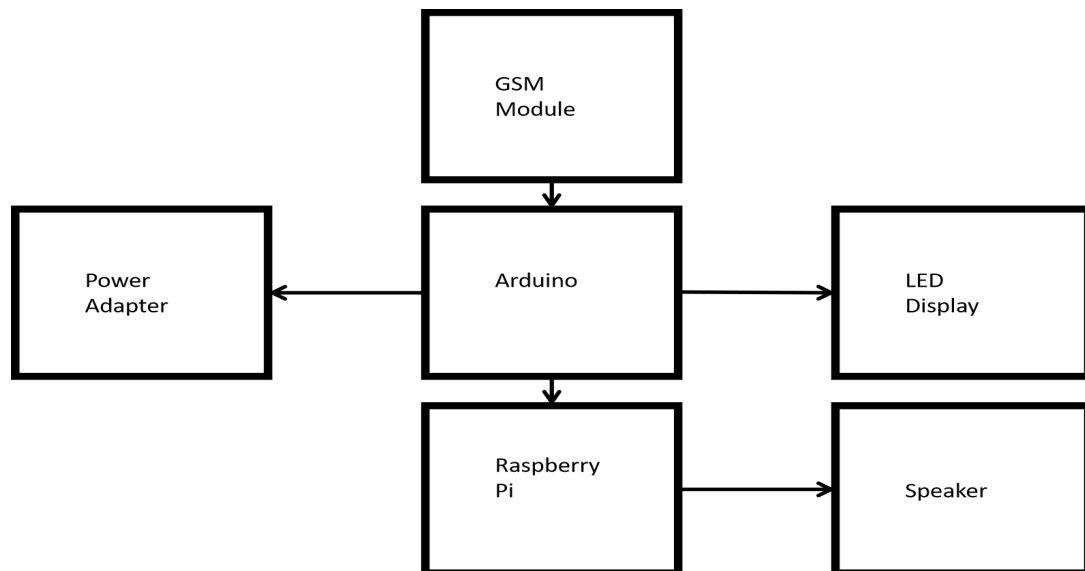 GSM
Module
Power
Adapter
Arduino
LED
Display
Raspberry
Pi
Speaker